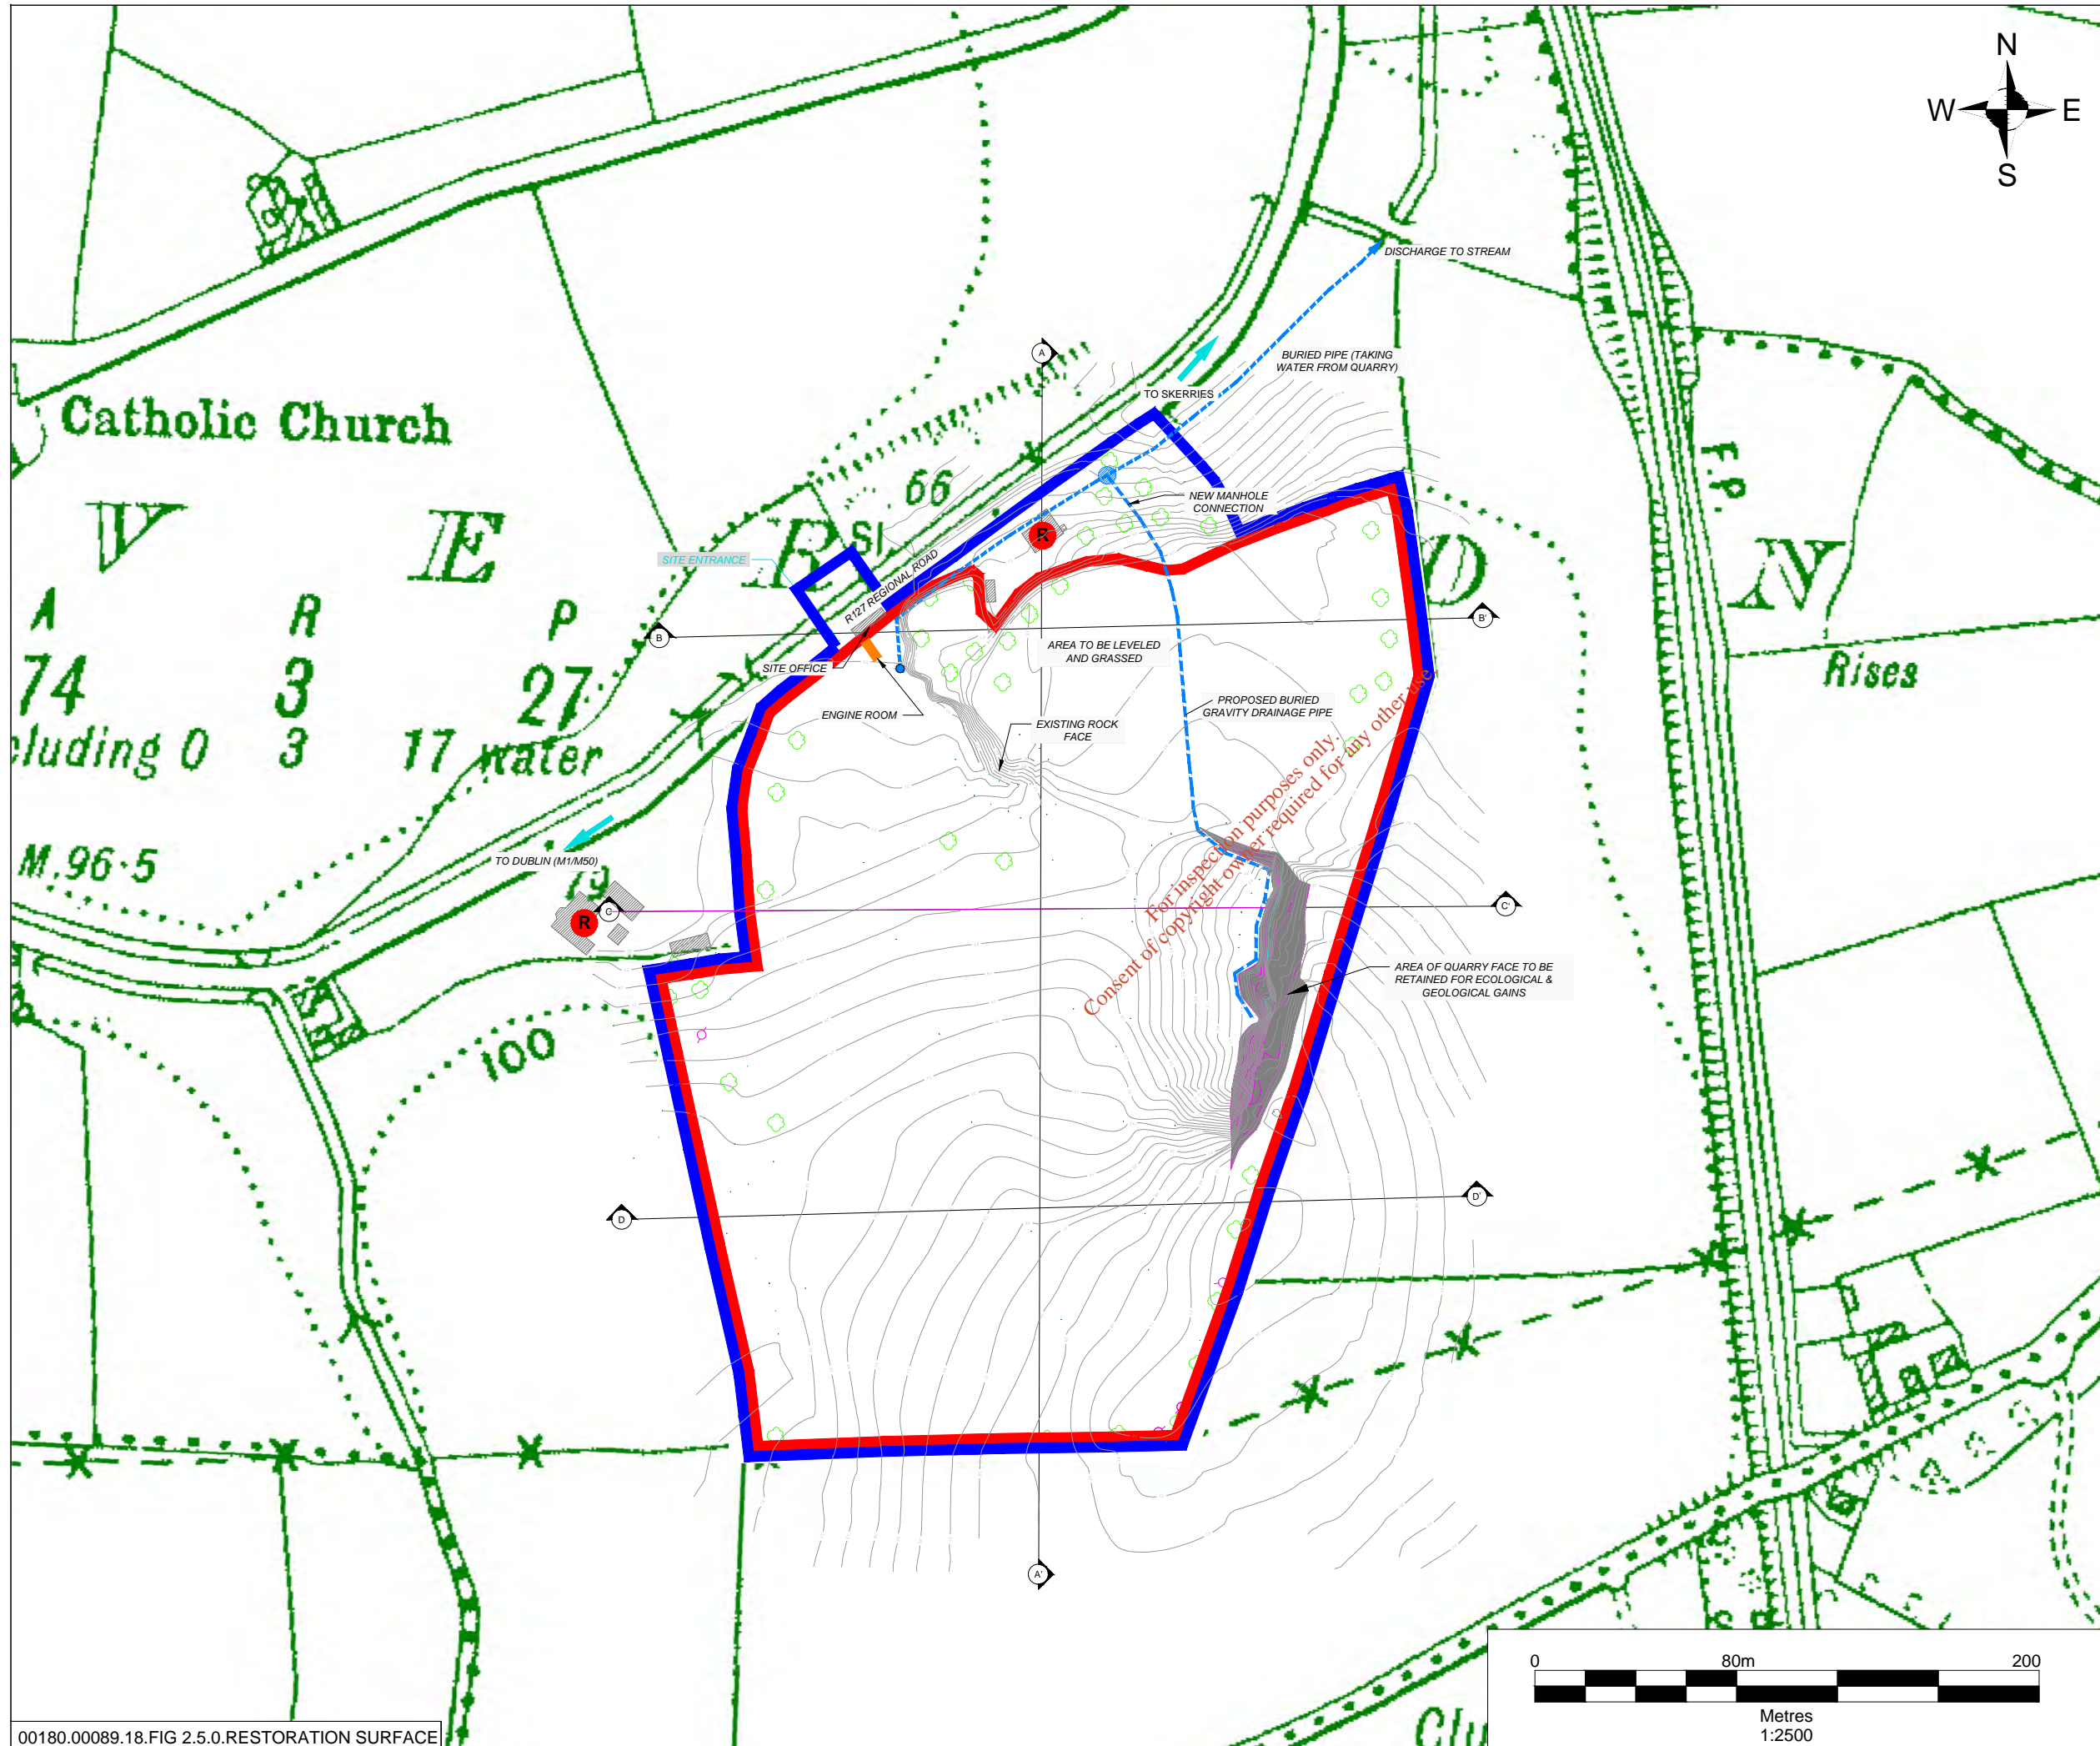 N
W E
S
DISCHARGE TO STREAM
A
BURIED PIPE (TAKING
WATER FROM QUARRY)
TO SKERRIES
Catholic Church
66
NEW MANHOLE
CONNECTION
V E R S D N
R
SI
F.P.
SITE ENTRANCE
R127 REGIONAL ROAD
A R P
B
B'
AREA TO BE LEVELED
AND GRASSED
SITE OFFICE
74 3 27
Rises
ENGINE ROOM
EXISTING ROCK
FACE
PROPOSED BURIED
GRAVITY DRAINAGE PIPE
cluding 0 3 17 water
For inspection purposes only.
Consent of copyright owner required for any other use.
M.96·5
TO DUBLIN (M1/M50)
79
R
C
C'
AREA OF QUARRY FACE TO BE
RETAINED FOR ECOLOGICAL &
GEOLOGICAL GAINS
100
D
D'
A'
0 80m 200
Metres
1:2500
00180.00089.18.FIG 2.5.0.RESTORATION SURFACE